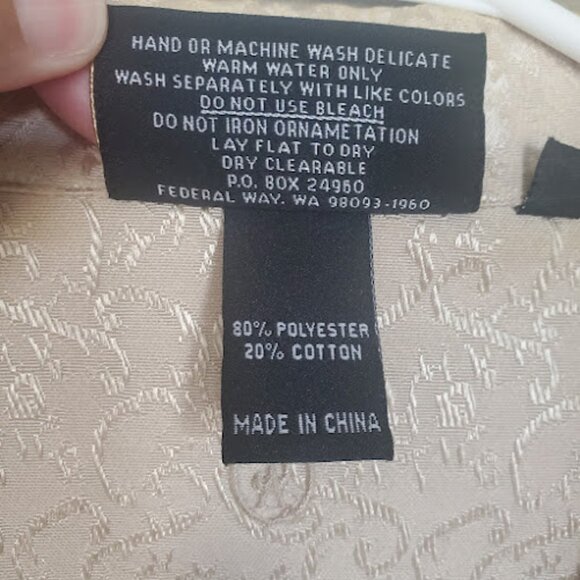 HAND OR MACHINE WASH DELICATE
WARM WATER ONLY
WASH SEPARATELY WITH LIKE COLORS
DO NOT USE BLEACH
DO NOT IRON ORNAMETATION
LAY FLAT TO DRY
DRY CLEARABLE
P.O. BOX 24960
FEDERAL WAY, WA 98093-1960
80% POLYESTER
20% COTTON
MADE IN CHINA